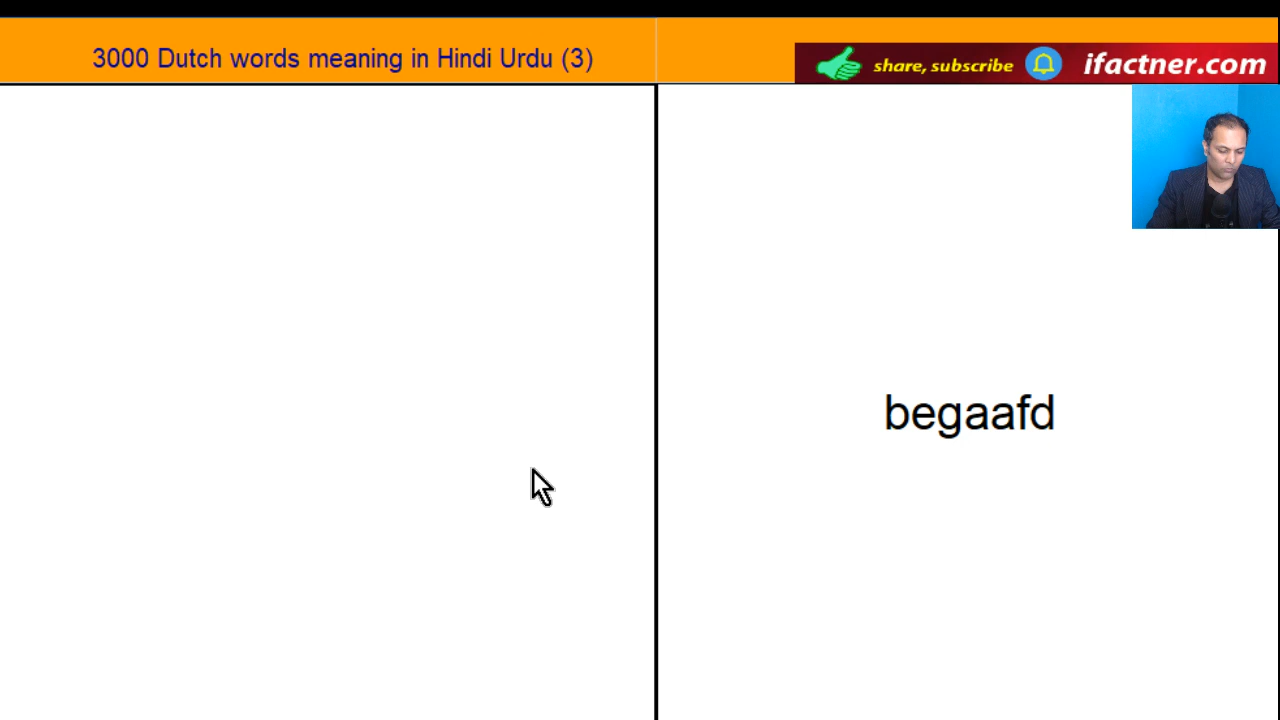 3000 Dutch words meaning in Hindi Urdu (3)
share, subscribe
ifactner.com
begaafd